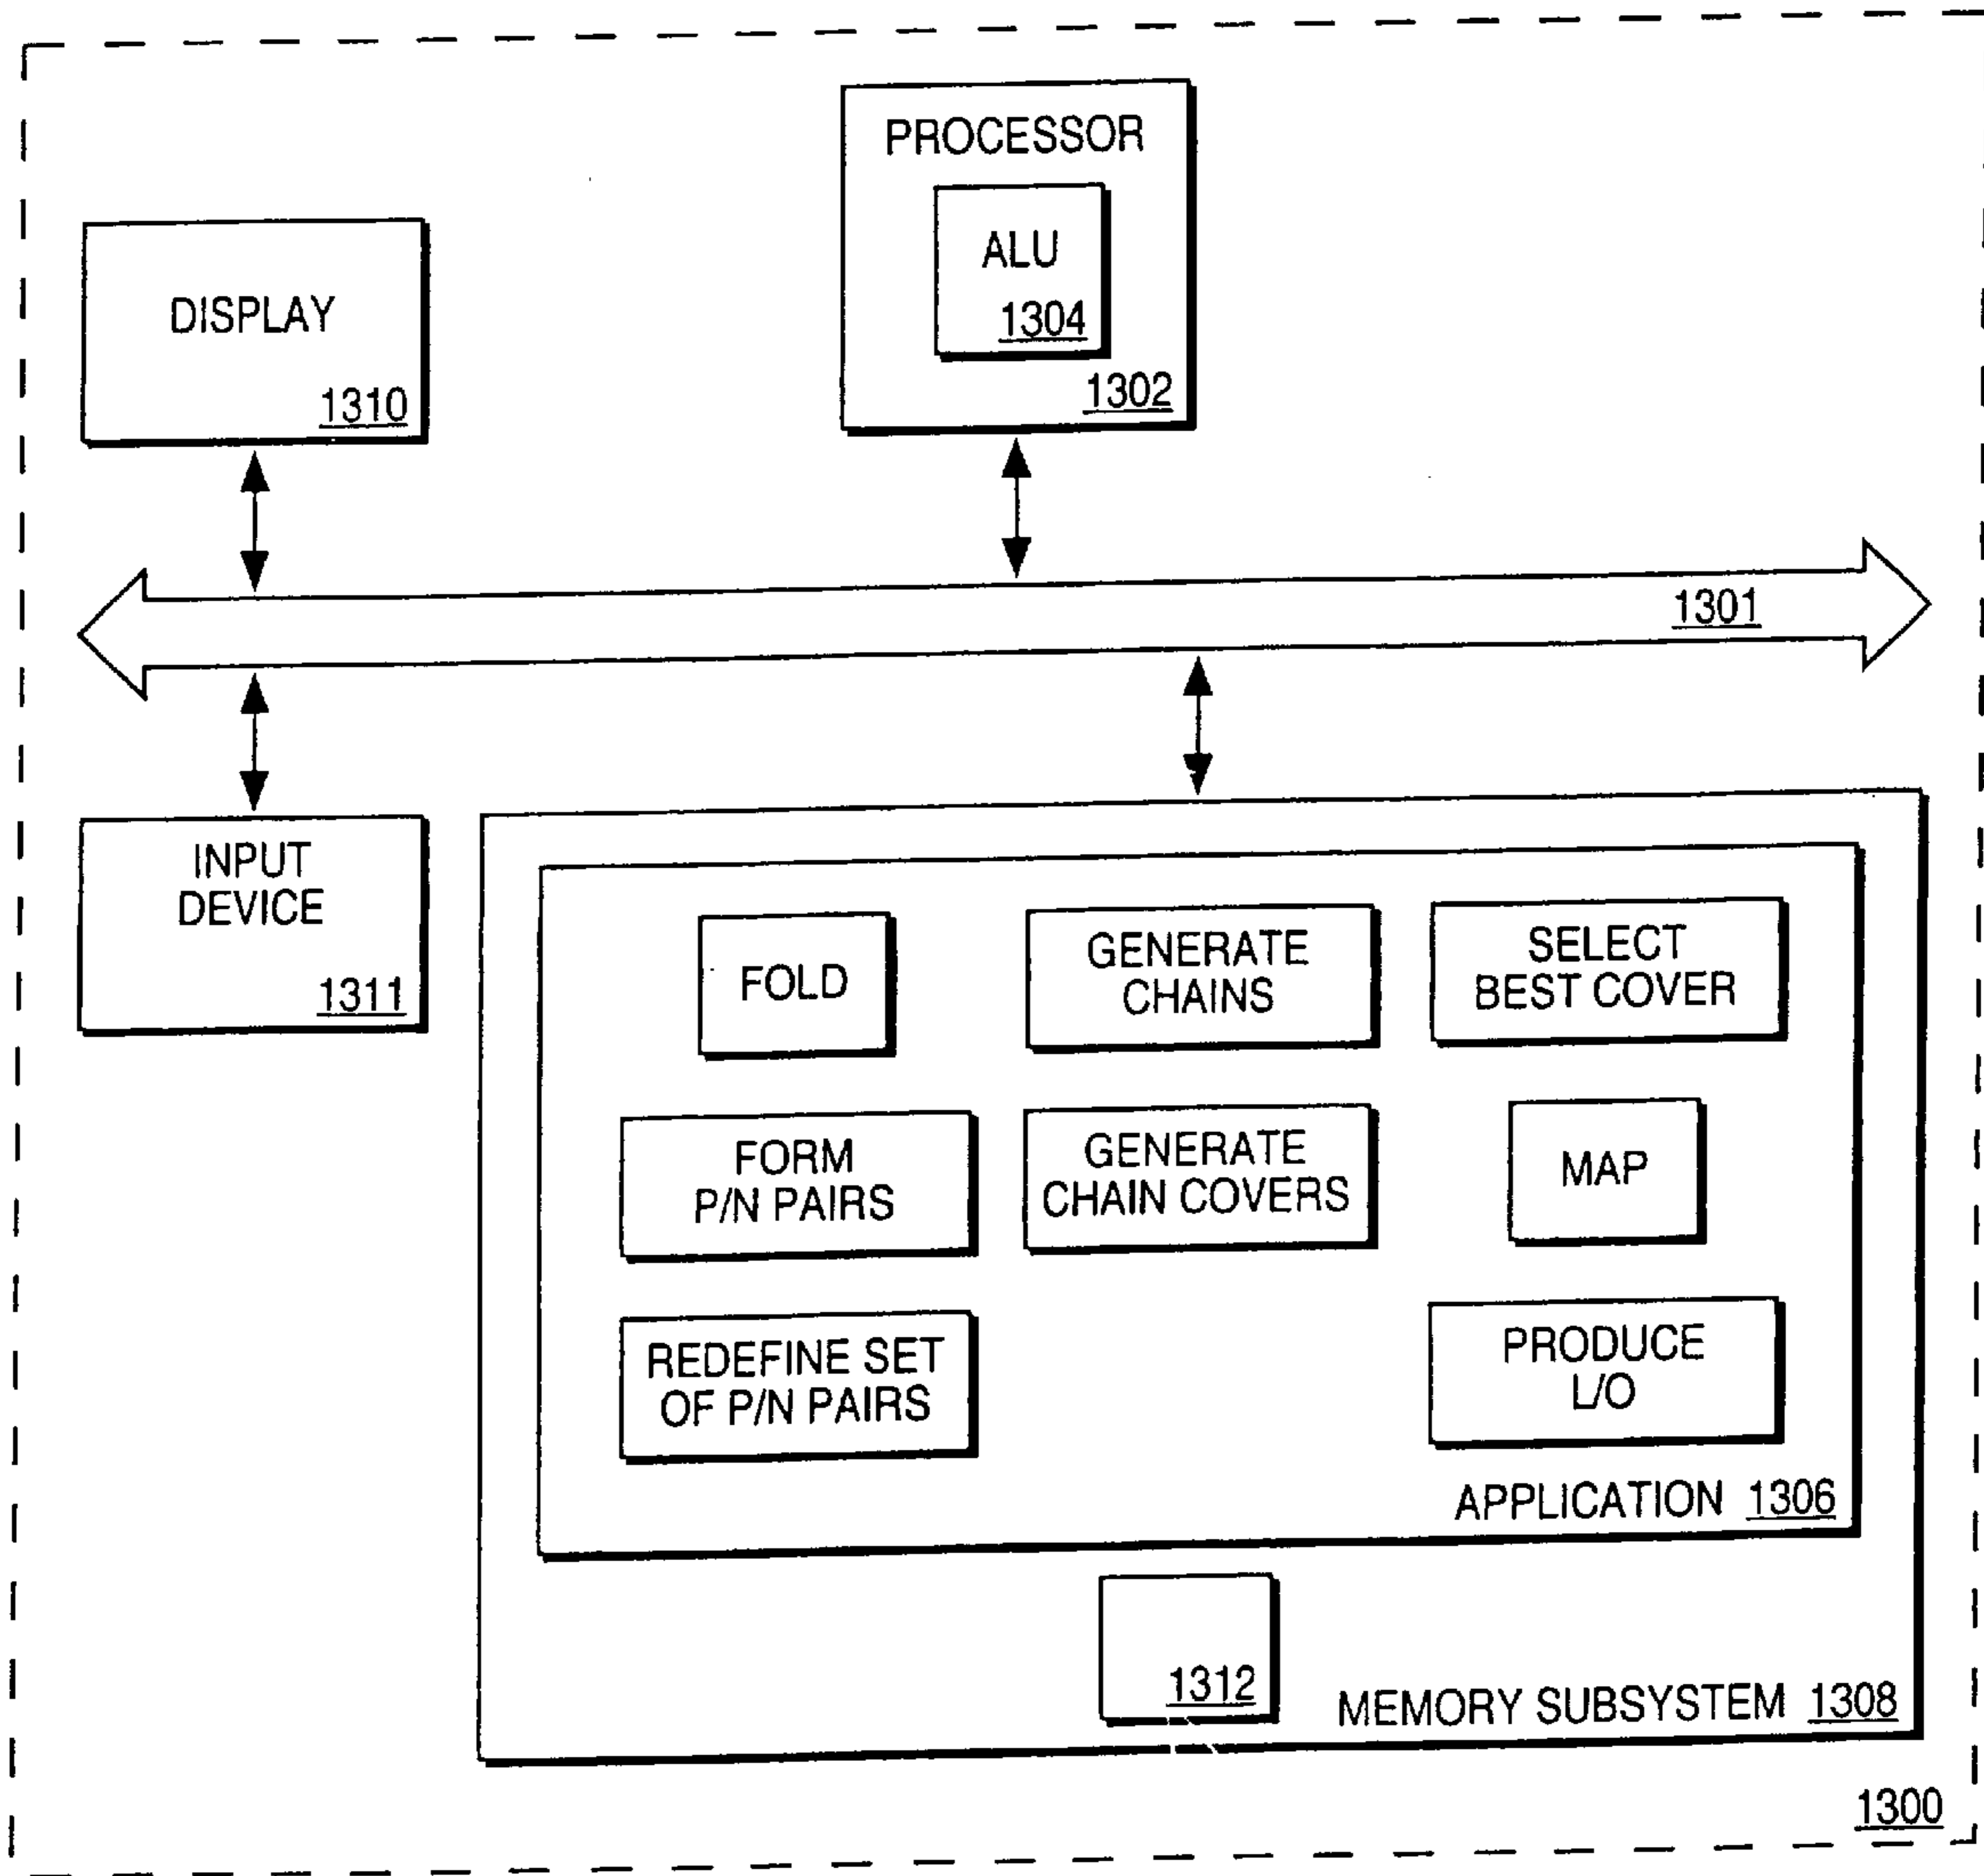 PROCESSOR
ALU
1304
1302
DISPLAY
1310
1301
INPUT
DEVICE
1311
FOLD
GENERATE
CHAINS
SELECT
BEST COVER
FORM
P/N PAIRS
GENERATE
CHAIN COVERS
MAP
REDEFINE SET
OF P/N PAIRS
PRODUCE
L/O
APPLICATION 1306
1312
MEMORY SUBSYSTEM 1308
1300